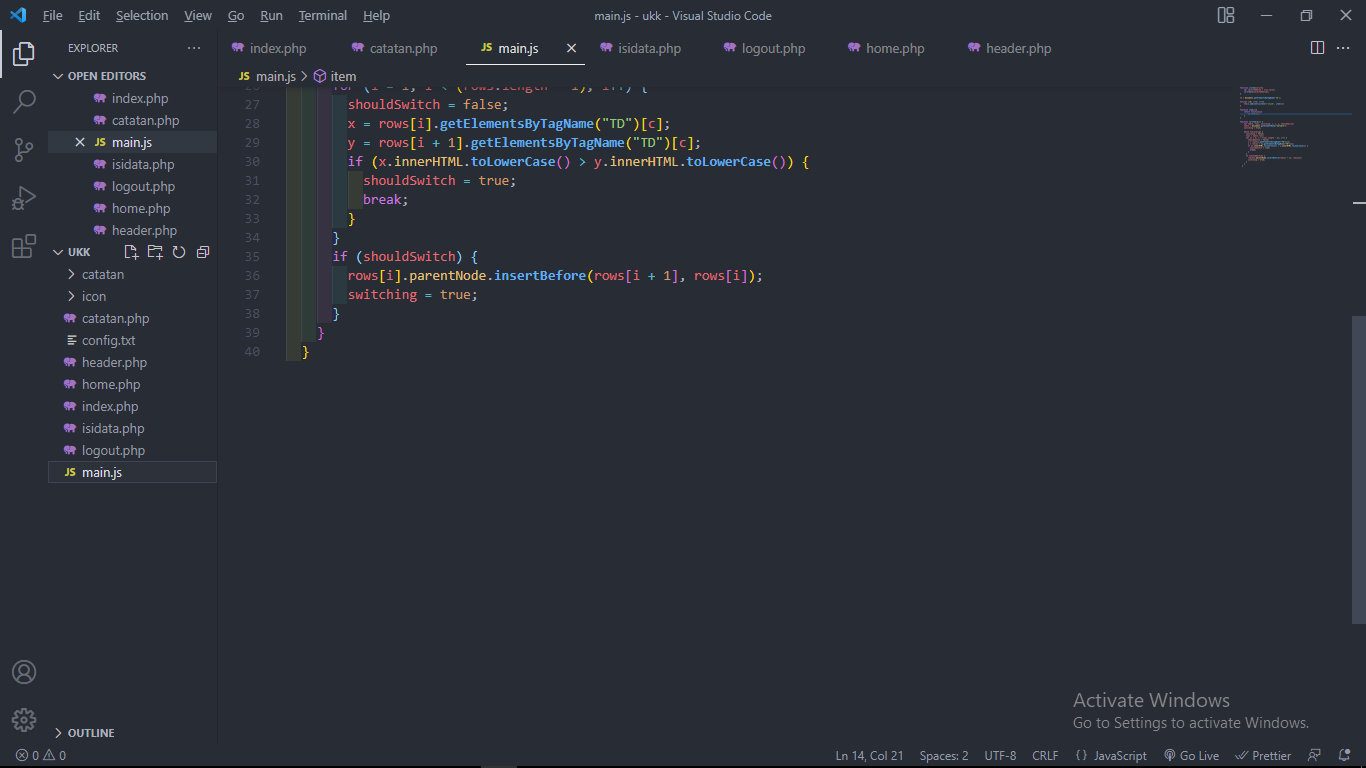 File Edit Selection View Go Run Terminal Help
main.js - ukk - Visual Studio Code
EXPLORER
index.php
catatan.php
JS main.js
isidata.php
logout.php
home.php
header.php
JS main.js > item
OPEN EDITORS
index.php
catatan.php
JS main.js
isidata.php
logout.php
home.php
header.php
UKK
catatan
icon
catatan.php
config.txt
header.php
home.php
index.php
isidata.php
logout.php
JS main.js
OUTLINE
27 shouldSwitch = false;
28 x = rows[i].getElementsByTagName("TD")[c];
29 y = rows[i + 1].getElementsByTagName("TD")[c];
30 if (x.innerHTML.toLowerCase() > y.innerHTML.toLowerCase()) {
31 shouldSwitch = true;
32 break;
33 }
34 }
35 if (shouldSwitch) {
36 rows[i].parentNode.insertBefore(rows[i + 1], rows[i]);
37 switching = true;
38 }
39 }
40 }
Activate Windows
Go to Settings to activate Windows.
0 0
Ln 14, Col 21 Spaces: 2 UTF-8 CRLF {} JavaScript Go Live Prettier